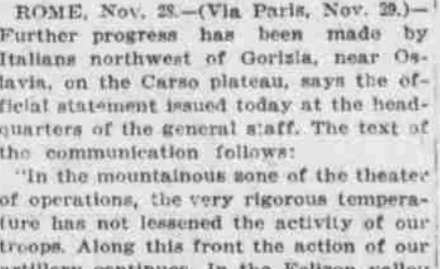 ROME, Nov. 28.—(Via Paris, Nov. 29.)—
Further progress has been made by
Italians northwest of Gorizia, near Os-
lavia, on the Carso plateau, says the of-
ficial statement issued today at the head-
quarters of the general staff. The text of
the communication follows:
"In the mountainous zone of the theater
of operations, the very rigorous tempera-
ture has not lessened the activity of our
troops. Along this front the action of our
artillery continues. In the valley